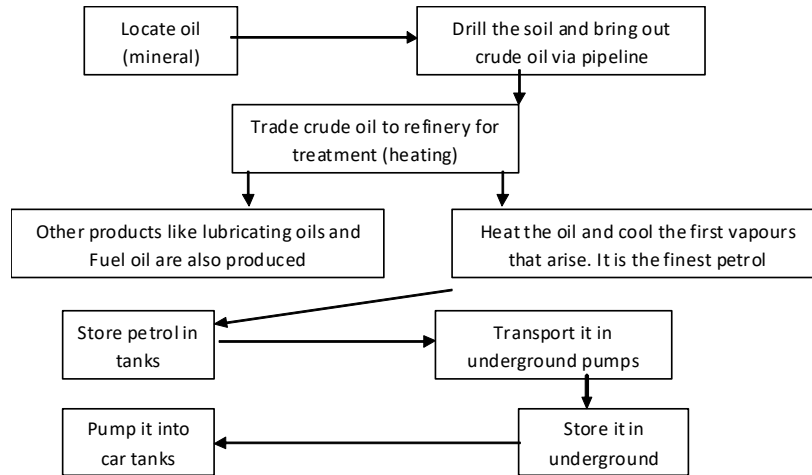 Locate oil
(mineral)
Drill the soil and bring out
crude oil via pipeline
Trade crude oil to refinery for
treatment (heating)
Other products like lubricating oils and
Fuel oil are also produced
Heat the oil and cool the first vapours
that arise. It is the finest petrol
Store petrol in
tanks
Transport it in
underground pumps
Store it in
underground
Pump it into
car tanks